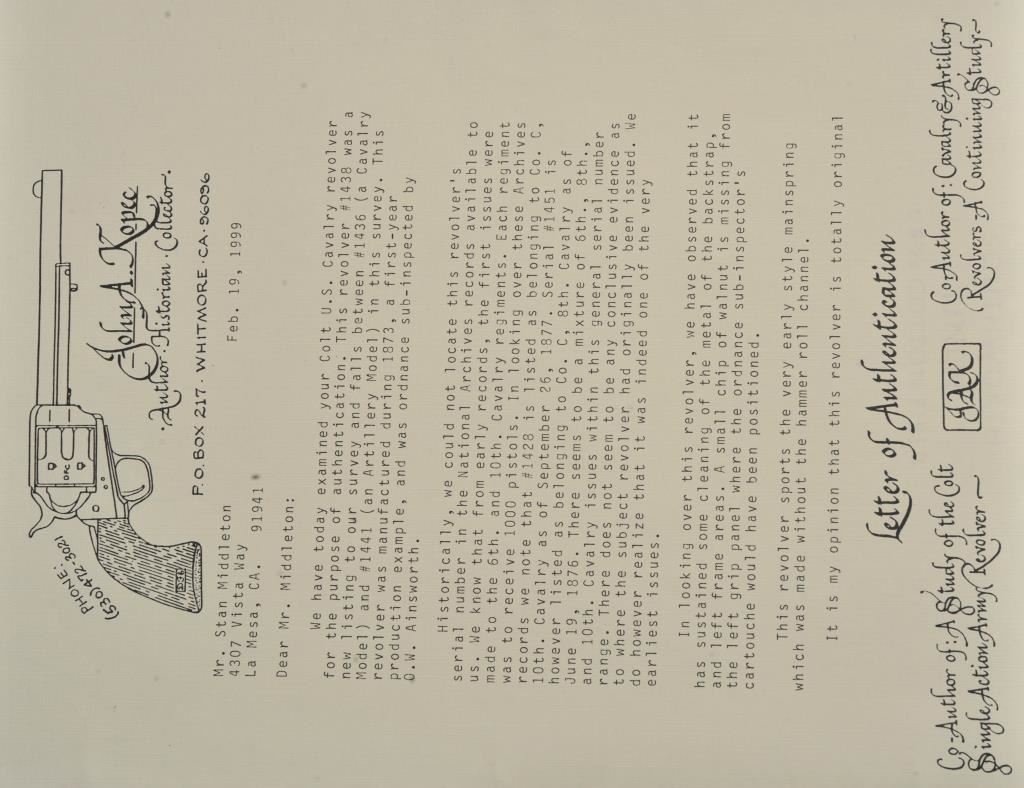 John A. Kopec
·Author·Historian·Collector·
P.O. BOX 217 · WHITMORE · CA · 96096
PHONE:
(530) 472-3021
Feb. 19, 1999
Mr. Stan Middleton
4307 Vista Way
La Mesa, CA. 91941
Dear Mr. Middleton:
We have today examined your Colt U.S. Cavalry revolver
for the purpose of authentication. This revolver #1438 was a
new listing to our survey and falls between #1436 (a Cavalry
Model) and #1441 (an Artillery Model) in this survey. This
revolver was manufactured during 1873, a first-year
production example, and was ordnance sub-inspected by
O.W. Ainsworth.
Historically, we could not locate this revolver's
serial number in the National Archives records available to
us. We know that from early records, the first issues were
made to the 6th. and 10th. Cavalry regiments. Each regiment
was to receive 1000 pistols. In looking over these Archives
records we note that #1428 is listed as belonging to Co. C,
10th. Cavalry as of September 26, 1877. Serial #1451 is
however listed as belonging to Co. C, 8th. Cavalry as of
June 19, 1876. There seems to be a mixture of 6th., 8th.,
and 10th. Cavalry issues within this general serial number
range. There does not seem to be any conclusive evidence as
to where the subject revolver had originally been issued. We
do however realize that it was indeed one of the very
earliest issues.
In looking over this revolver, we have observed that it
has sustained some cleaning of the metal of the backstrap,
and left frame areas. A small chip of walnut is missing from
the left grip panel where the ordnance sub-inspector's
cartouche would have been positioned.
This revolver sports the very early style mainspring
which was made without the hammer roll channel.
It is my opinion that this revolver is totally original
Letter of Authentication
Co-Author of: A Study of the Colt
Single Action Army Revolver
JAK
Co-Author of: Cavalry & Artillery
Revolvers: A Continuing Study